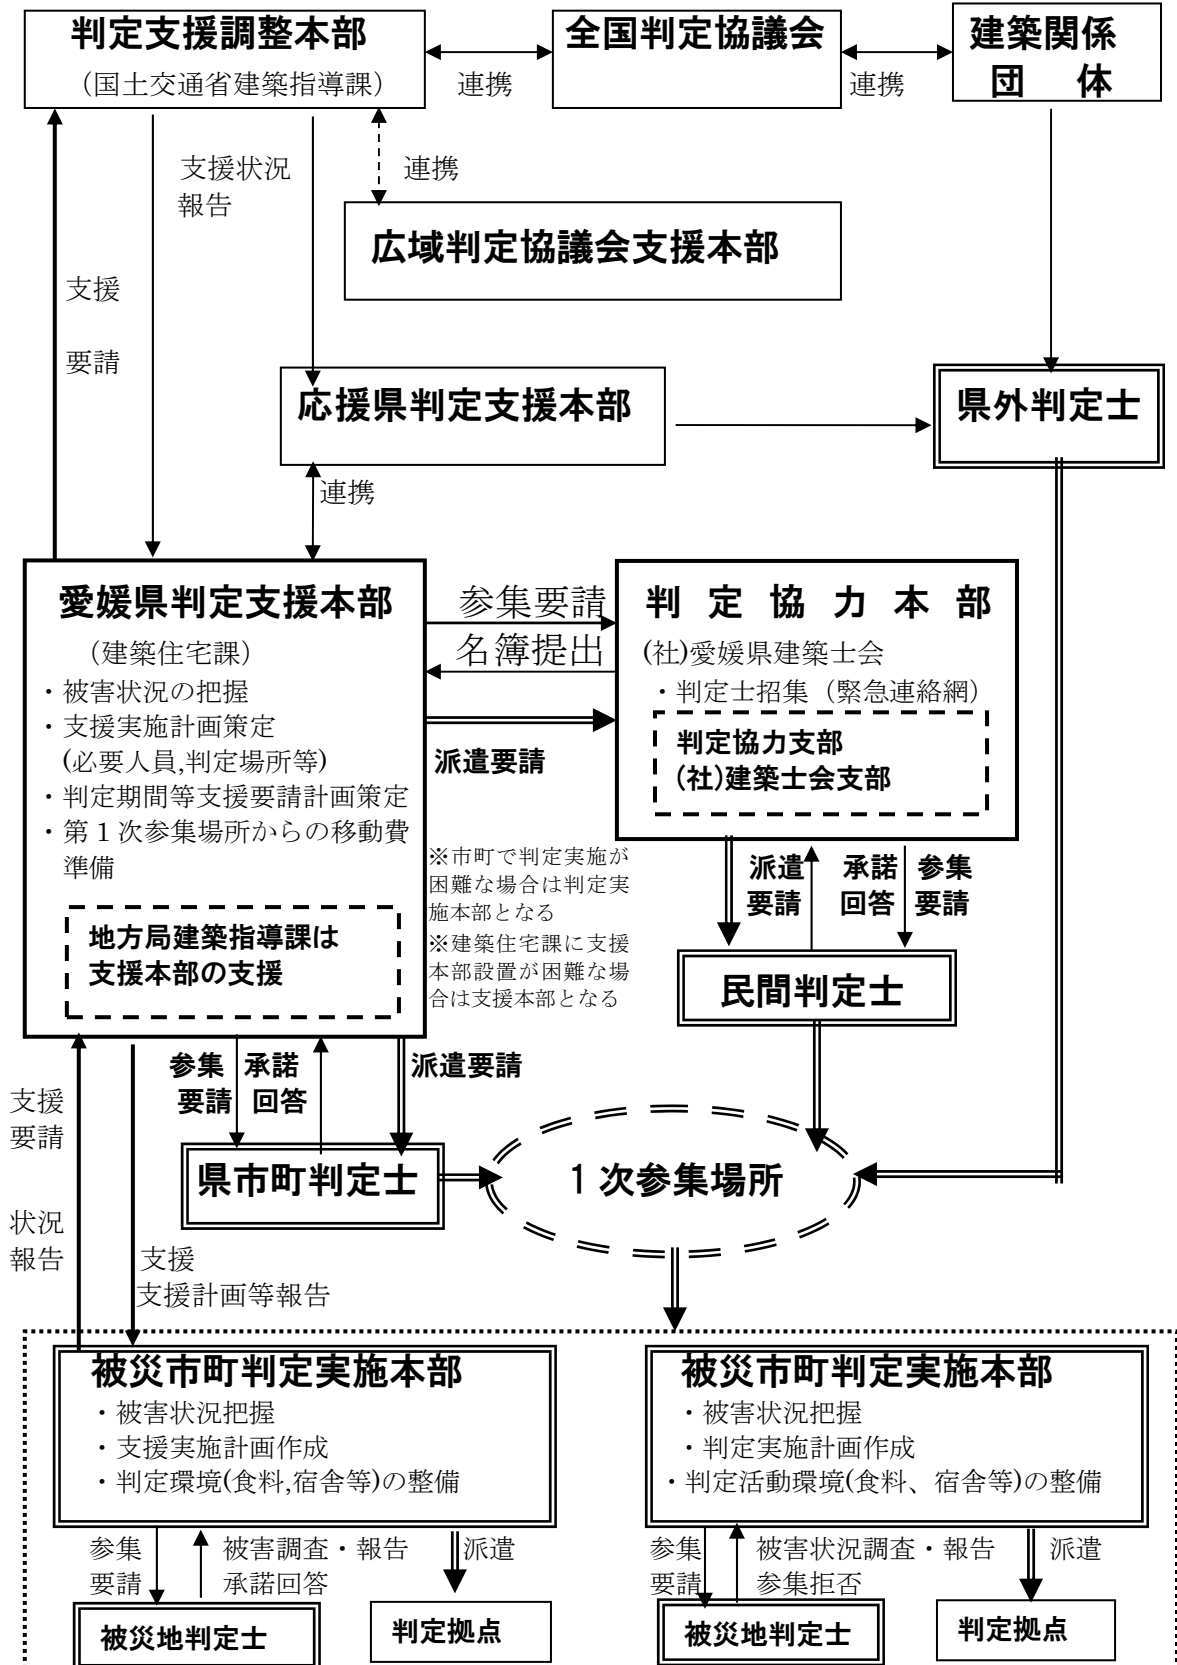 判定支援調整本部
（国土交通省建築指導課）
連携
全国判定協議会
連携
建築関係
団　体
支援状況
報告
連携
広域判定協議会支援本部
支援
要請
応援県判定支援本部
県外判定士
連携
愛媛県判定支援本部
（建築住宅課）
・被害状況の把握
・支援実施計画策定
(必要人員,判定場所等)
・判定期間等支援要請計画策定
・第１次参集場所からの移動費
準備
地方局建築指導課は
支援本部の支援
参集要請
名簿提出
派遣要請
判 定 協 力 本 部
(社)愛媛県建築士会
・判定士招集（緊急連絡網）
判定協力支部
(社)建築士会支部
※市町で判定実施が
困難な場合は判定実
施本部となる
※建築住宅課に支援
本部設置が困難な場
合は支援本部となる
派遣
要請
承諾
回答
参集
要請
民間判定士
参集
要請
承諾
回答
派遣要請
支援
要請
県市町判定士
１次参集場所
状況
報告
支援
支援計画等報告
被災市町判定実施本部
・被害状況把握
・支援実施計画作成
・判定環境(食料,宿舎等)の整備
参集
要請
被害調査・報告
承諾回答
派遣
被災地判定士
判定拠点
被災市町判定実施本部
・被害状況把握
・判定実施計画作成
・判定活動環境(食料、宿舎等)の整備
参集
要請
被害状況調査・報告
参集拒否
派遣
被災地判定士
判定拠点